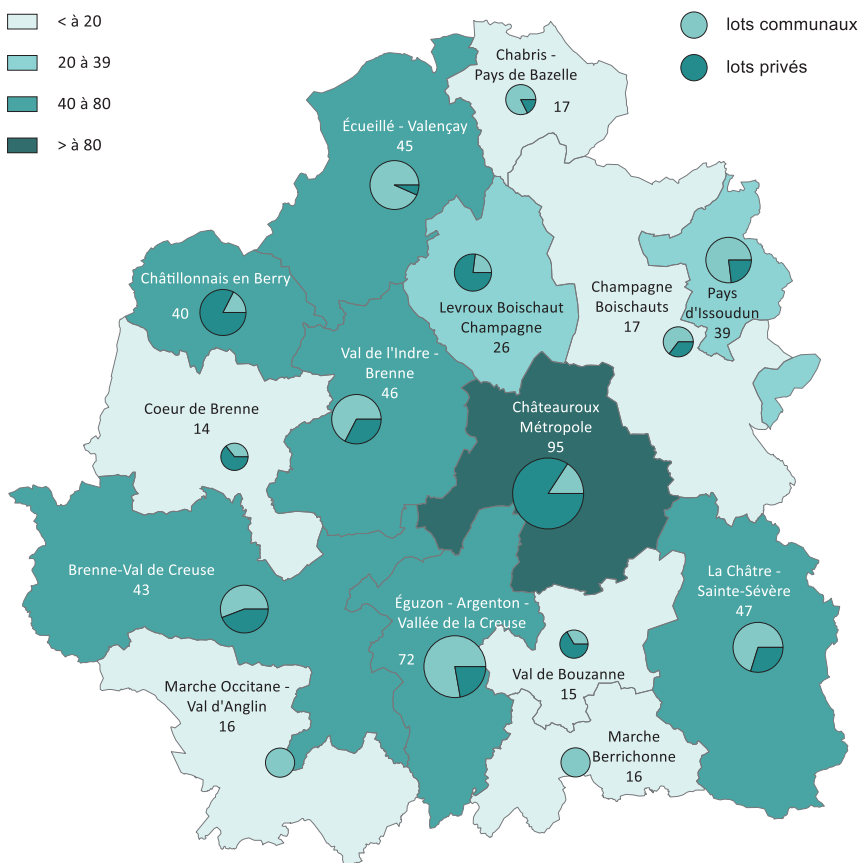 < à 20
20 à 39
40 à 80
> à 80
lots communaux
lots privés
Chabris -
Pays de Bazelle
17
Écueillé - Valençay
45
Châtillonnais en Berry
40
Levroux Boischaut
Champagne
26
Champagne
Boischauts
17
Pays
d'Issoudun
39
Val de l'Indre -
Brenne
46
Coeur de Brenne
14
Châteauroux
Métropole
95
Brenne-Val de Creuse
43
Éguzon - Argenton -
Vallée de la Creuse
72
La Châtre -
Sainte-Sévère
47
Val de Bouzanne
15
Marche Occitane -
Val d'Anglin
16
Marche
Berrichonne
16